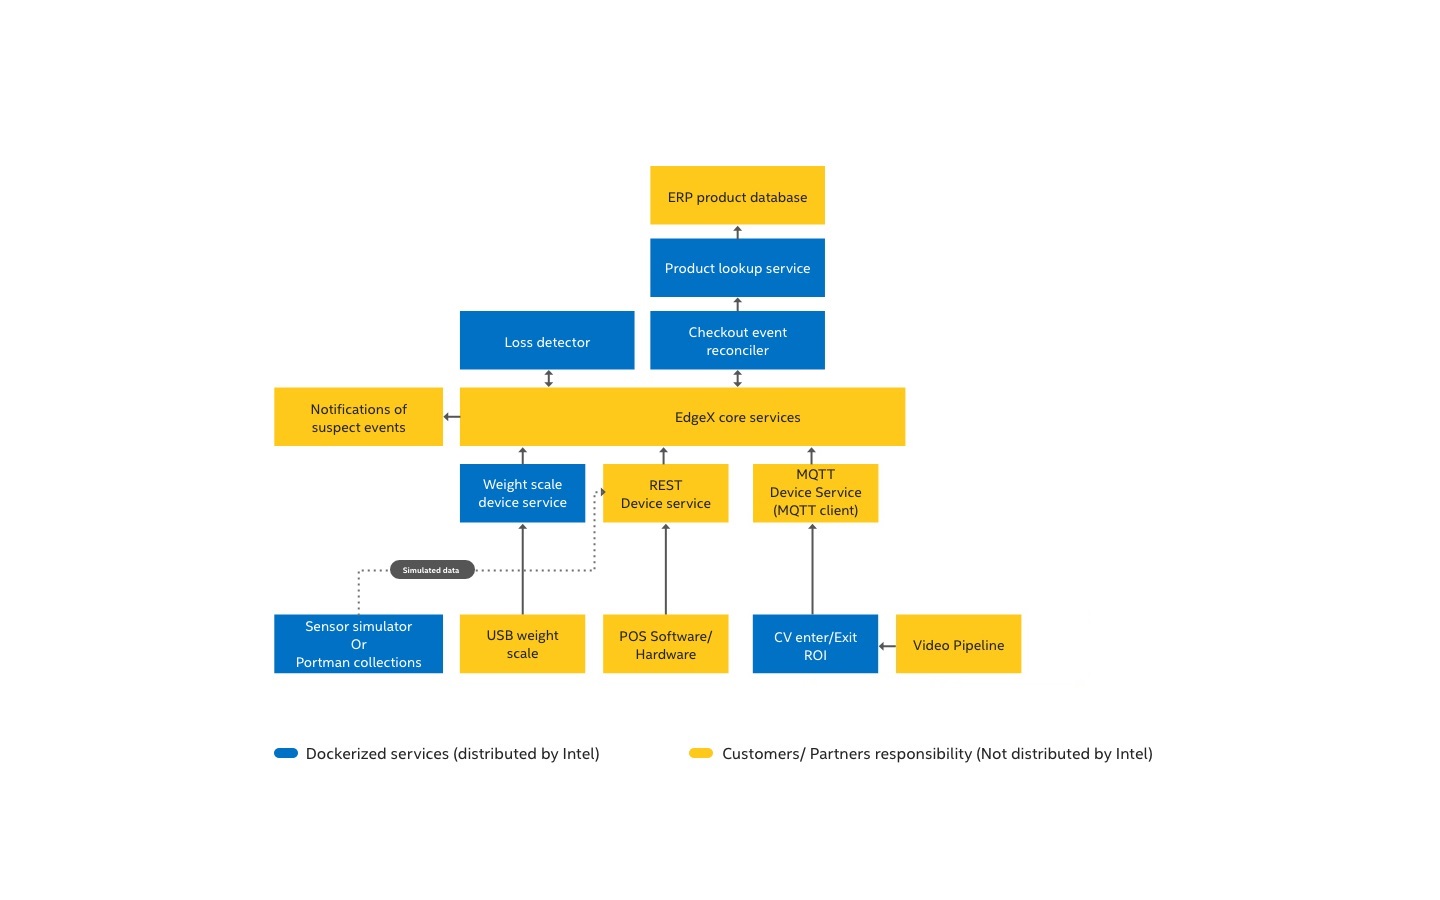 ERP product database
Product lookup service
Loss detector
Checkout event
reconciler
Notifications of
suspect events
EdgeX core services
Weight scale
device service
REST
Device service
MQTT
Device Service
(MQTT client)
Simulated data
Sensor simulator
Or
Portman collections
USB weight
scale
POS Software/
Hardware
CV enter/Exit
ROI
Video Pipeline
Dockerized services (distributed by Intel)
Customers/ Partners responsibility (Not distributed by Intel)